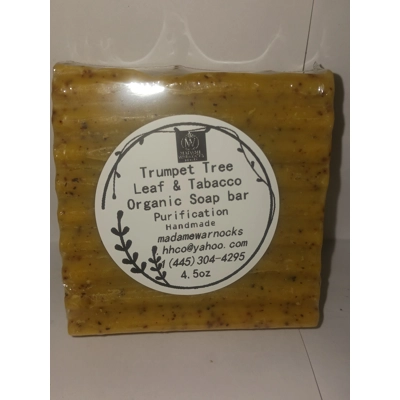 W
Trumpet Tree
Leaf & Tabacco
Organic Soap bar
Purification
Handmade
madamewarnocks
hhco@yahoo.com
(445)304-4295
4.5oz